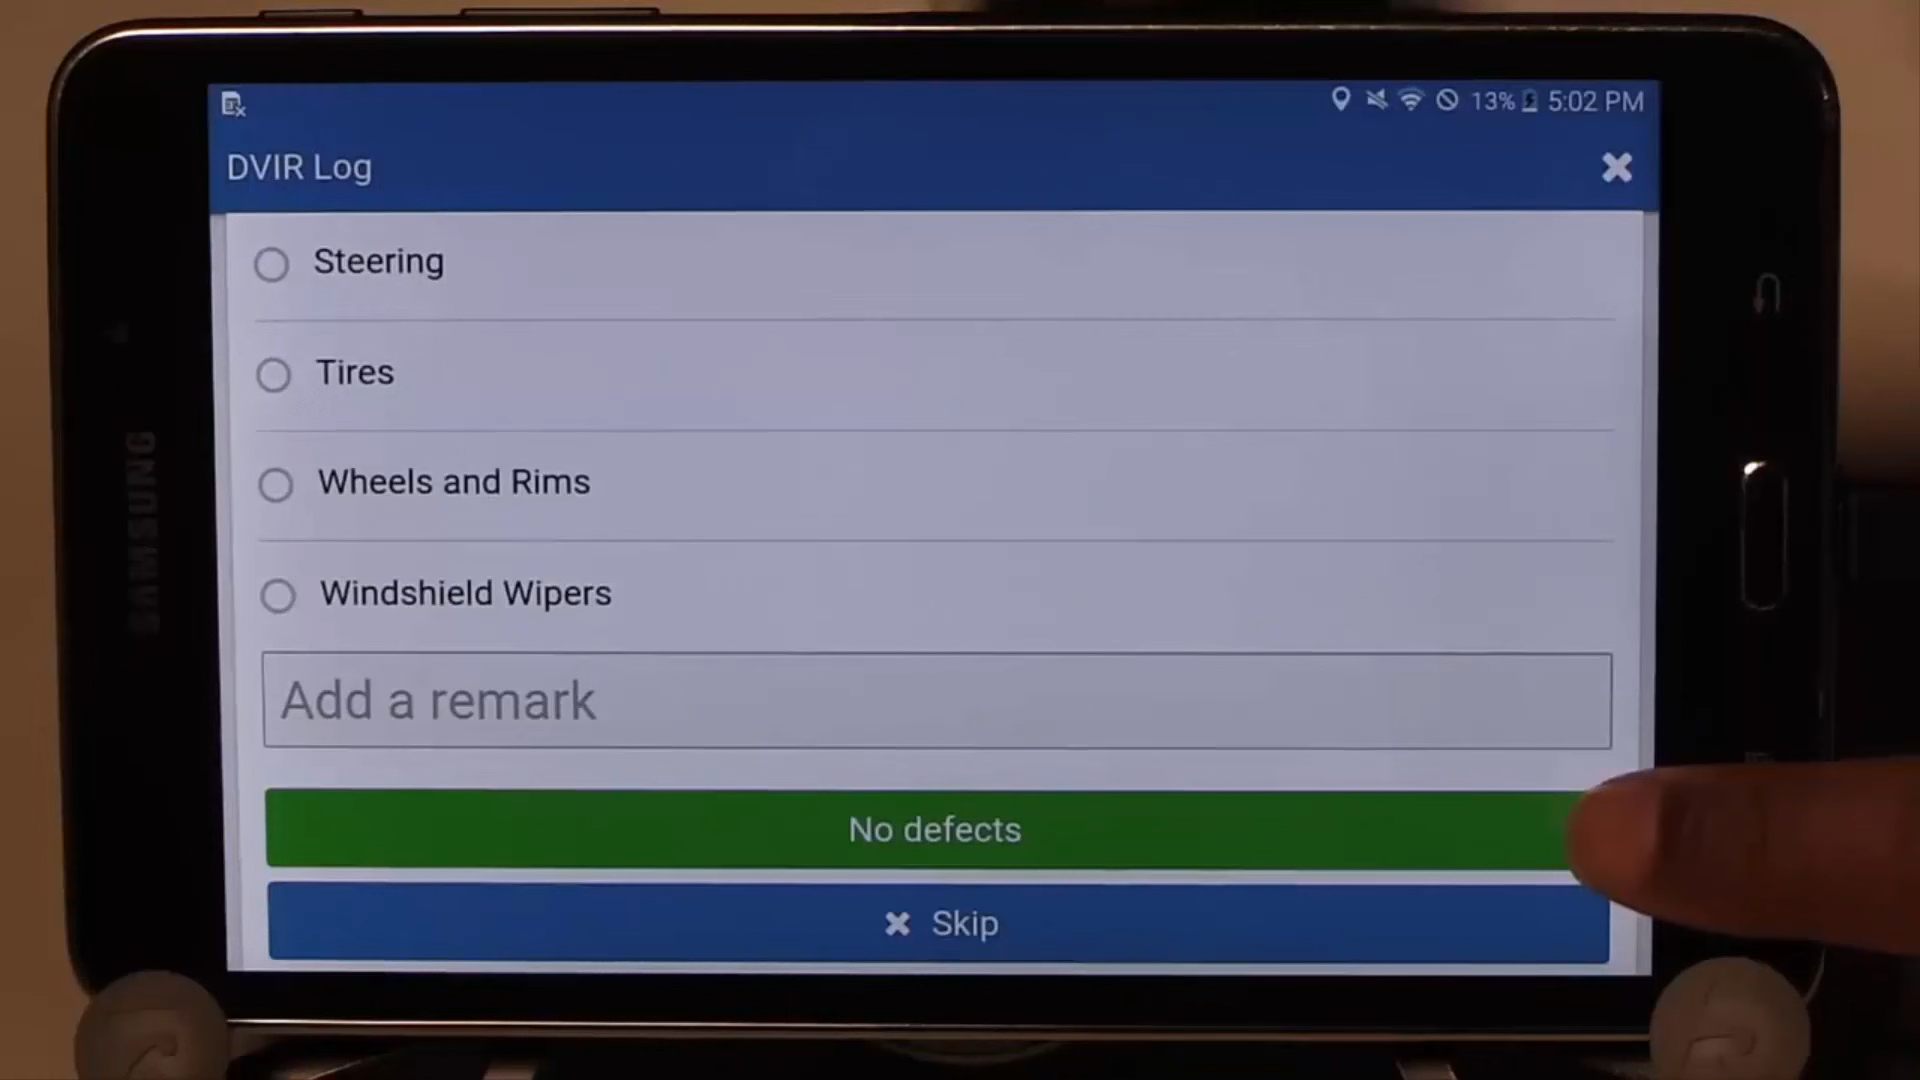 13% 5:02 PM
DVIR Log
Steering
Tires
Wheels and Rims
Windshield Wipers
Add a remark
No defects
Skip
SAMSUNG